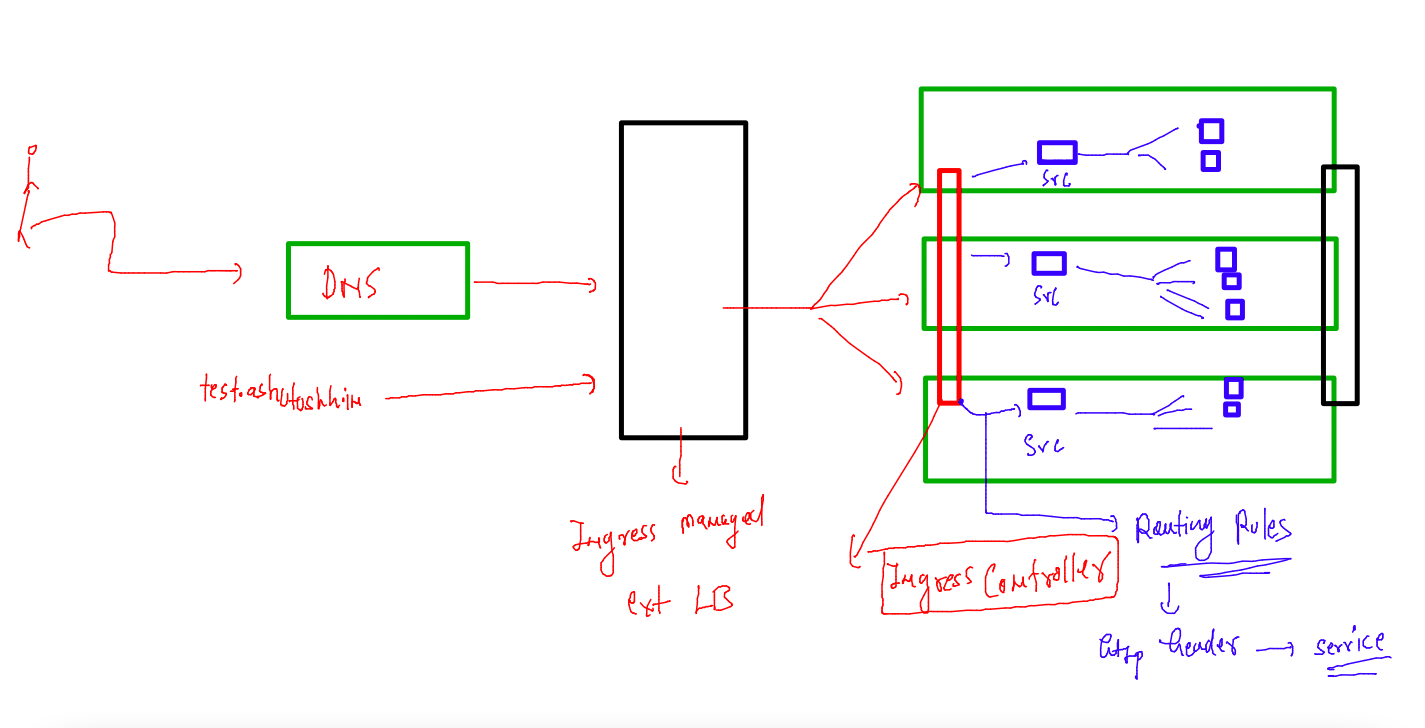 DNS
test.ashutoshh.in
Ingress managed
ext LB
Src
Src
Src
Routing Rules
Ingress Controller
http header → service